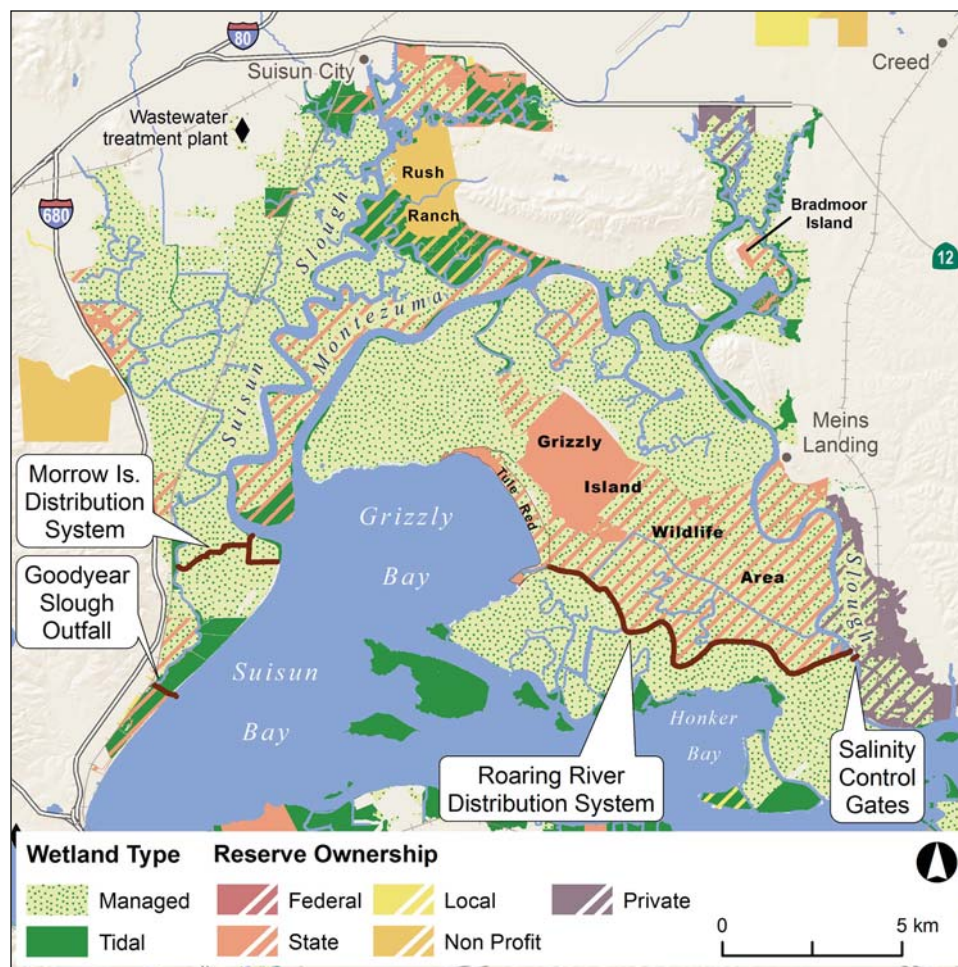 80
Suisun City
Creed
Wastewater
treatment plant
Rush
Ranch
680
Bradmoor
Island
12
Suisun Slough
Montezuma Slough
Meins
Landing
Grizzly
Island
Wildlife
Area
Tule Red
Morrow Is.
Distribution
System
Grizzly
Bay
Goodyear
Slough
Outfall
Suisun
Bay
Honker
Bay
Roaring River
Distribution System
Salinity
Control
Gates
Wetland Type
Managed
Tidal
Reserve Ownership
Federal
State
Local
Non Profit
Private
0
5 km